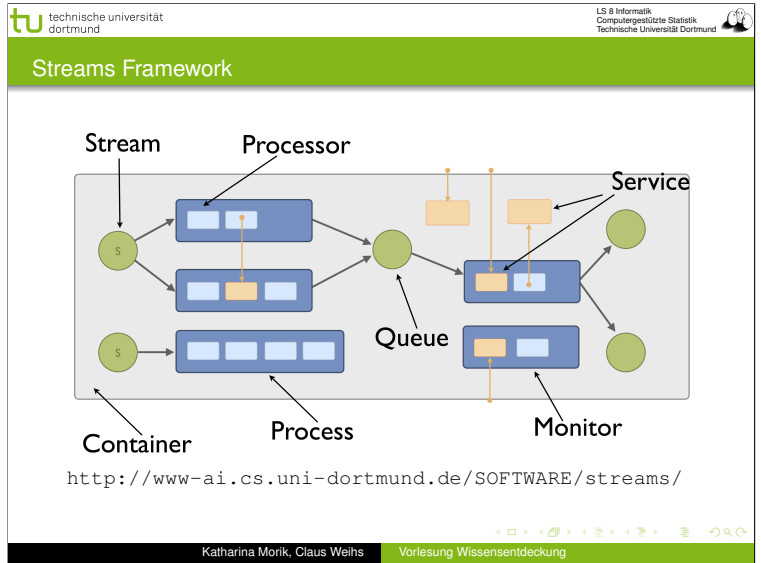 technische universität
dortmund
LS 8 Informatik
Computergestützte Statistik
Technische Universität Dortmund
Streams Framework
Stream
Processor
Service
S
Queue
S
Container
Process
Monitor
http://www-ai.cs.uni-dortmund.de/SOFTWARE/streams/
Katharina Morik, Claus Weihs
Vorlesung Wissensentdeckung